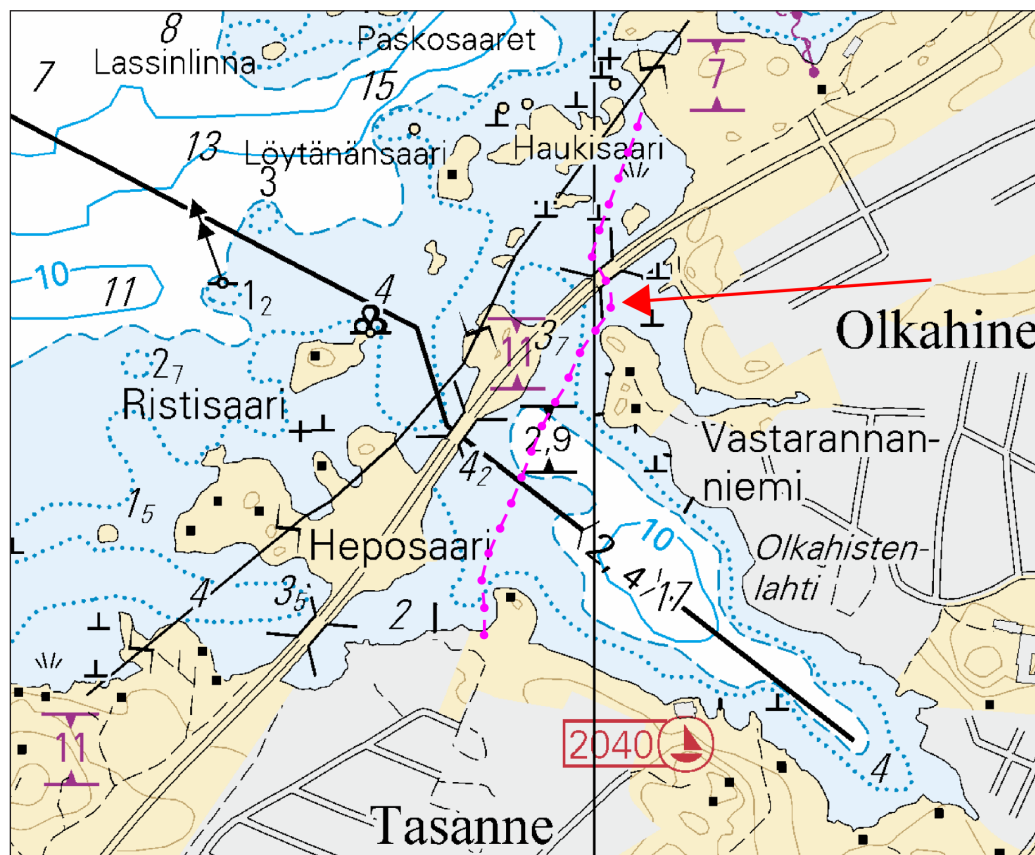 8
Paskosaaret
7
Lassinlinna
15
7
13
Löytänänsaari
Haukisaari
3
10
11
1₂
4
3₇
11
Olkahine
2₇
Ristisaari
2,9
4₂
Vastarannan-
niemi
1₅
Heposaari
10
Olkahisten-
lahti
2,4
17
4
3₅
2
11
2040
4
Tasanne